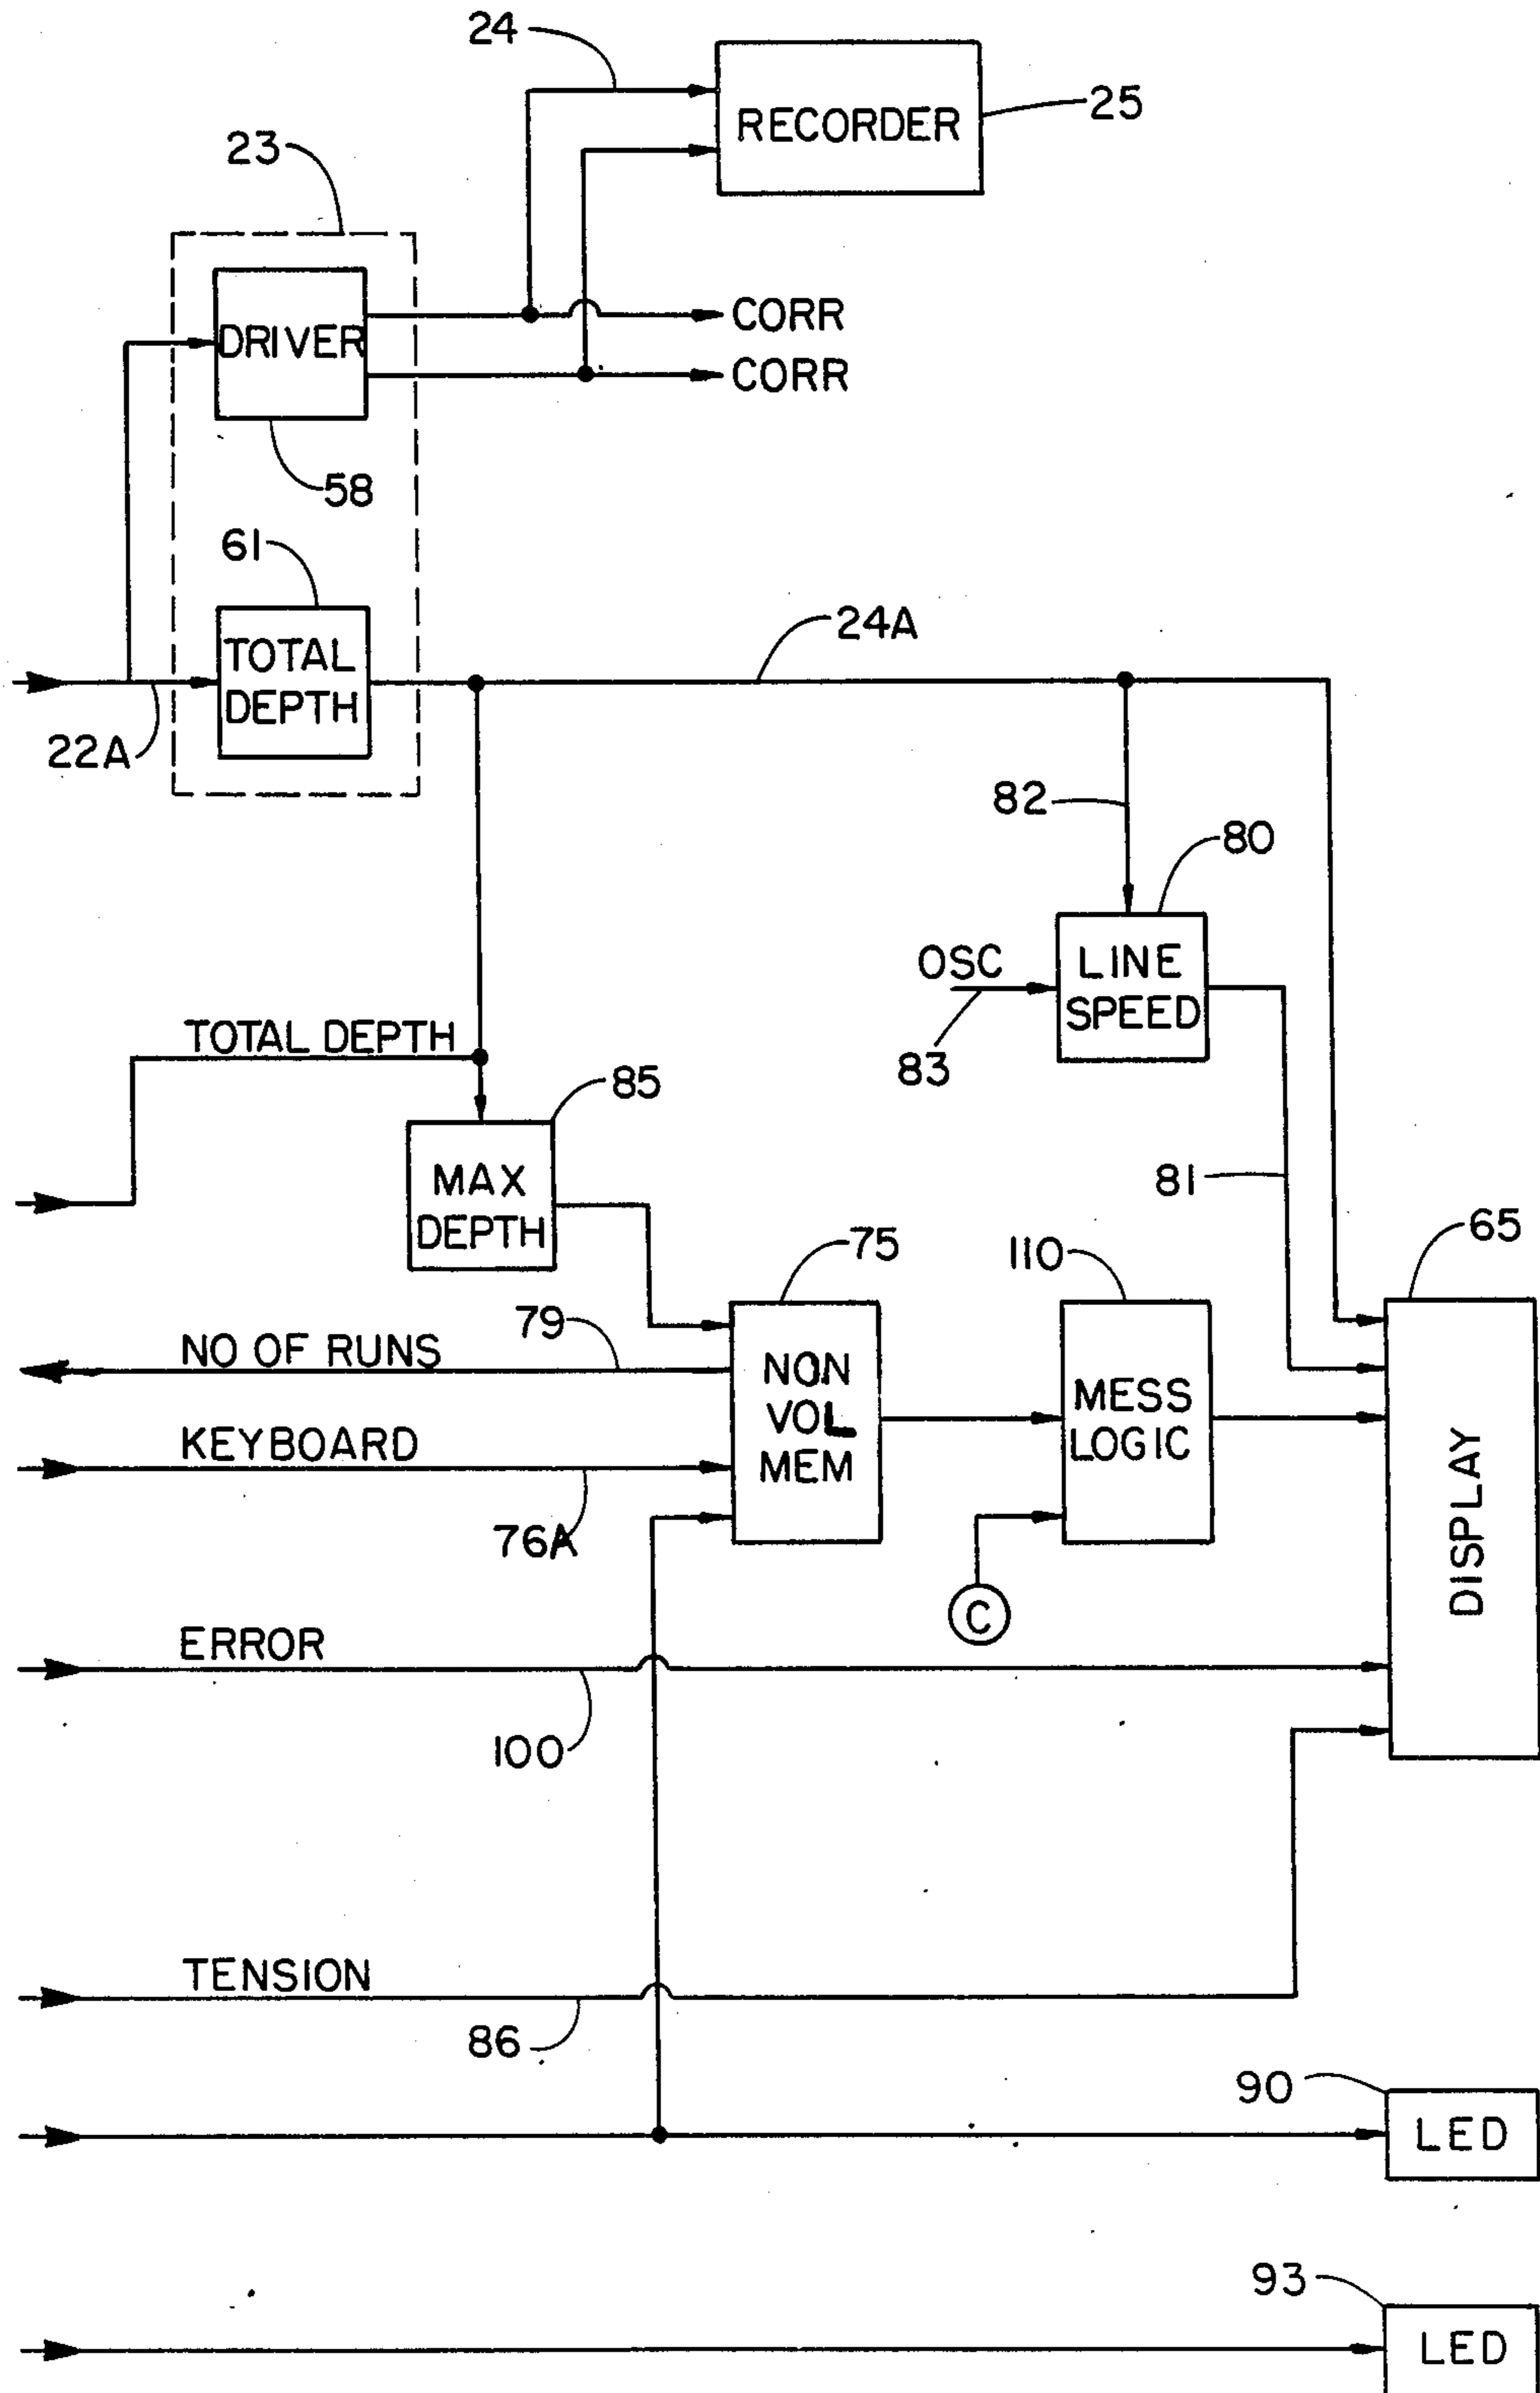 24
RECORDER
25
23
DRIVER
CORR
CORR
58
61
TOTAL
DEPTH
24A
22A
82
80
OSC
LINE
SPEED
83
TOTAL DEPTH
85
MAX
DEPTH
81
65
75
110
79
NO OF RUNS
NON
VOL
MEM
MESS
LOGIC
DISPLAY
KEYBOARD
76A
C
ERROR
100
TENSION
86
90
LED
93
LED